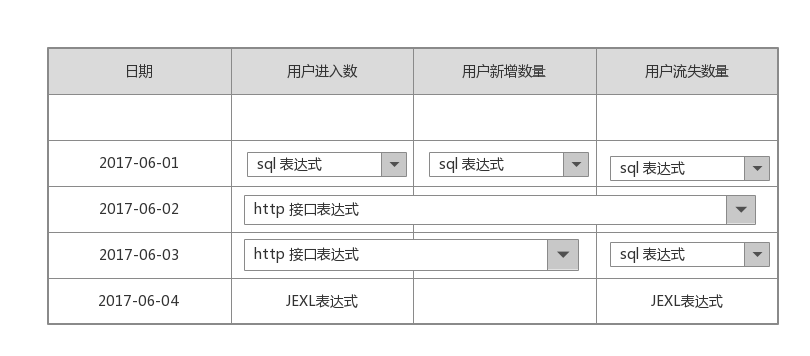 日期 用户进入数 用户新增数量 用户流失数量
2017-06-01 sql 表达式 sql 表达式 sql 表达式
2017-06-02 http 接口表达式
2017-06-03 http 接口表达式 sql 表达式
2017-06-04 JEXL表达式 JEXL表达式